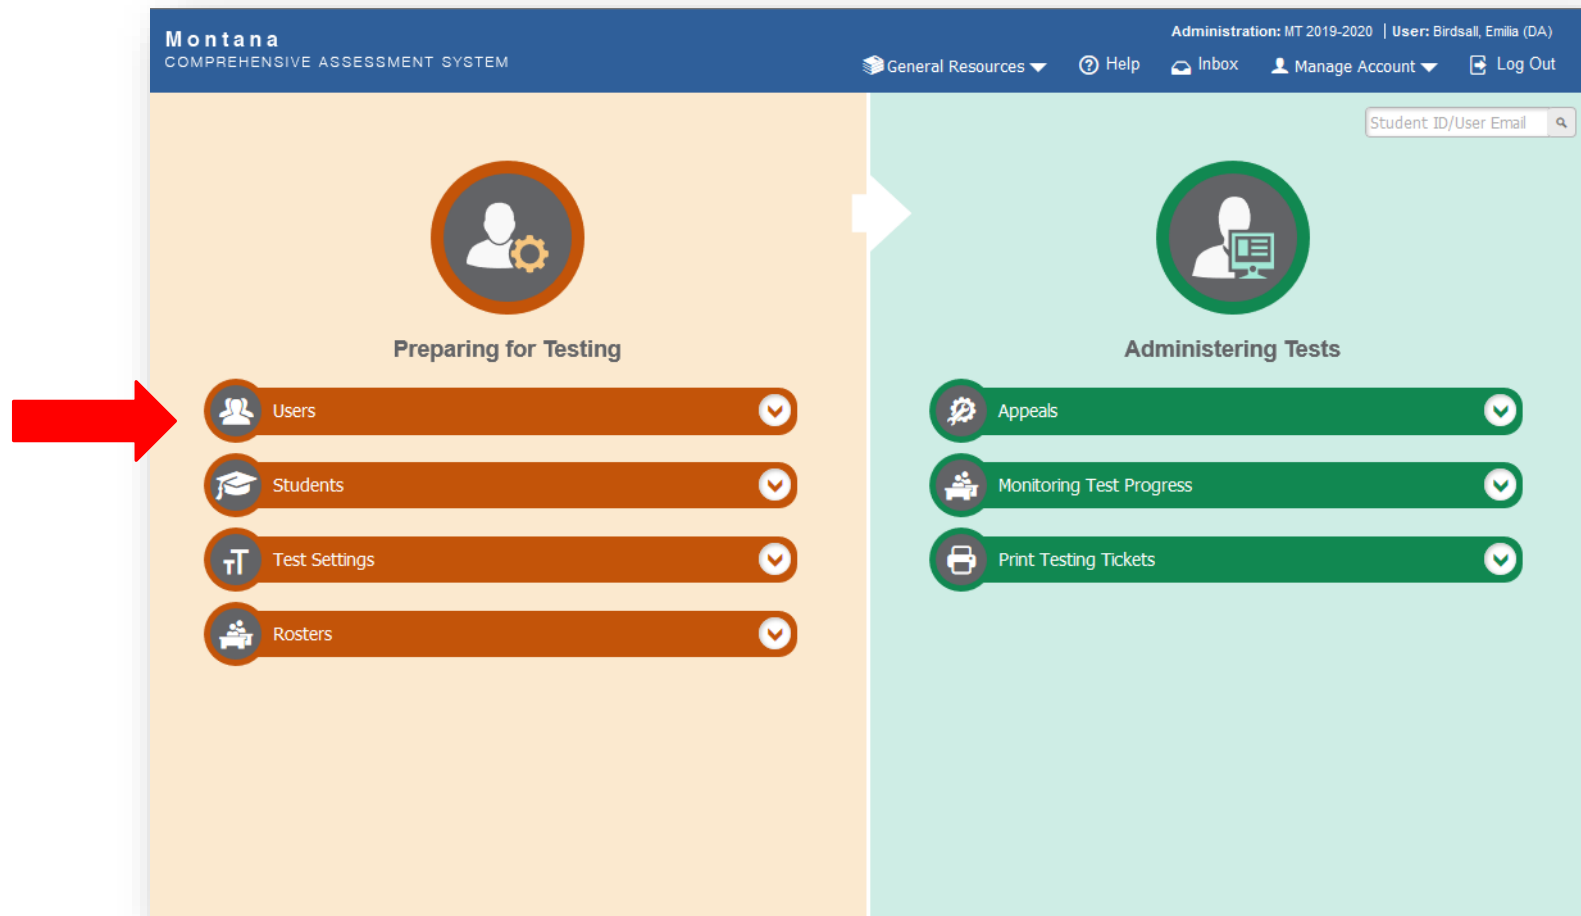 Montana
COMPREHENSIVE ASSESSMENT SYSTEM
Administration: MT 2019-2020 | User: Birdsall, Emilia (DA)
General Resources Help Inbox Manage Account Log Out
Student ID/User Email
Preparing for Testing
Users
Students
Test Settings
Rosters
Administering Tests
Appeals
Monitoring Test Progress
Print Testing Tickets